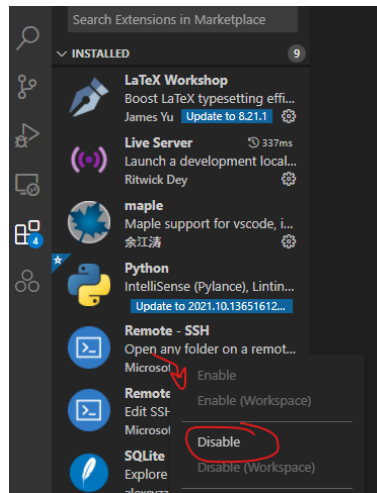 Search Extensions in Marketplace
INSTALLED 9
LaTeX Workshop
Boost LaTeX typesetting effi...
James Yu Update to 8.21.1
Live Server 337ms
Launch a development local...
Ritwick Dey
maple
Maple support for vscode, i...
余江涛
Python
IntelliSense (Pylance), Lintin...
Update to 2021.10.13651612...
4
Remote - SSH
Open any folder on a remot...
Microsof
Enable
Remote
Enable (Workspace)
Edit SSH
Microsof
Disable
SQLite
Disable (Workspace)
Explore